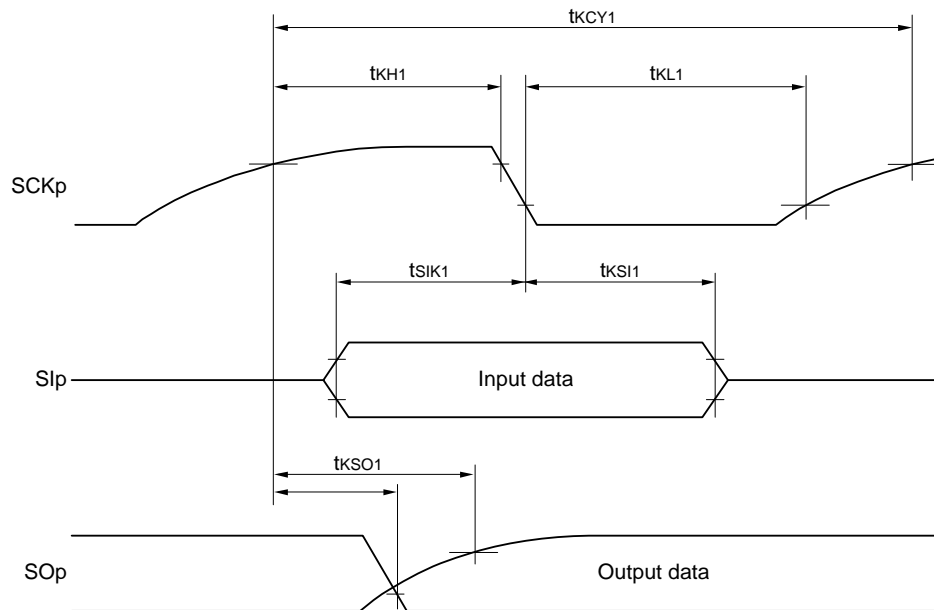 tKCY1
tKH1
tKL1
SCKp
tSIK1
tKSI1
SIp
Input data
tKSO1
SOp
Output data